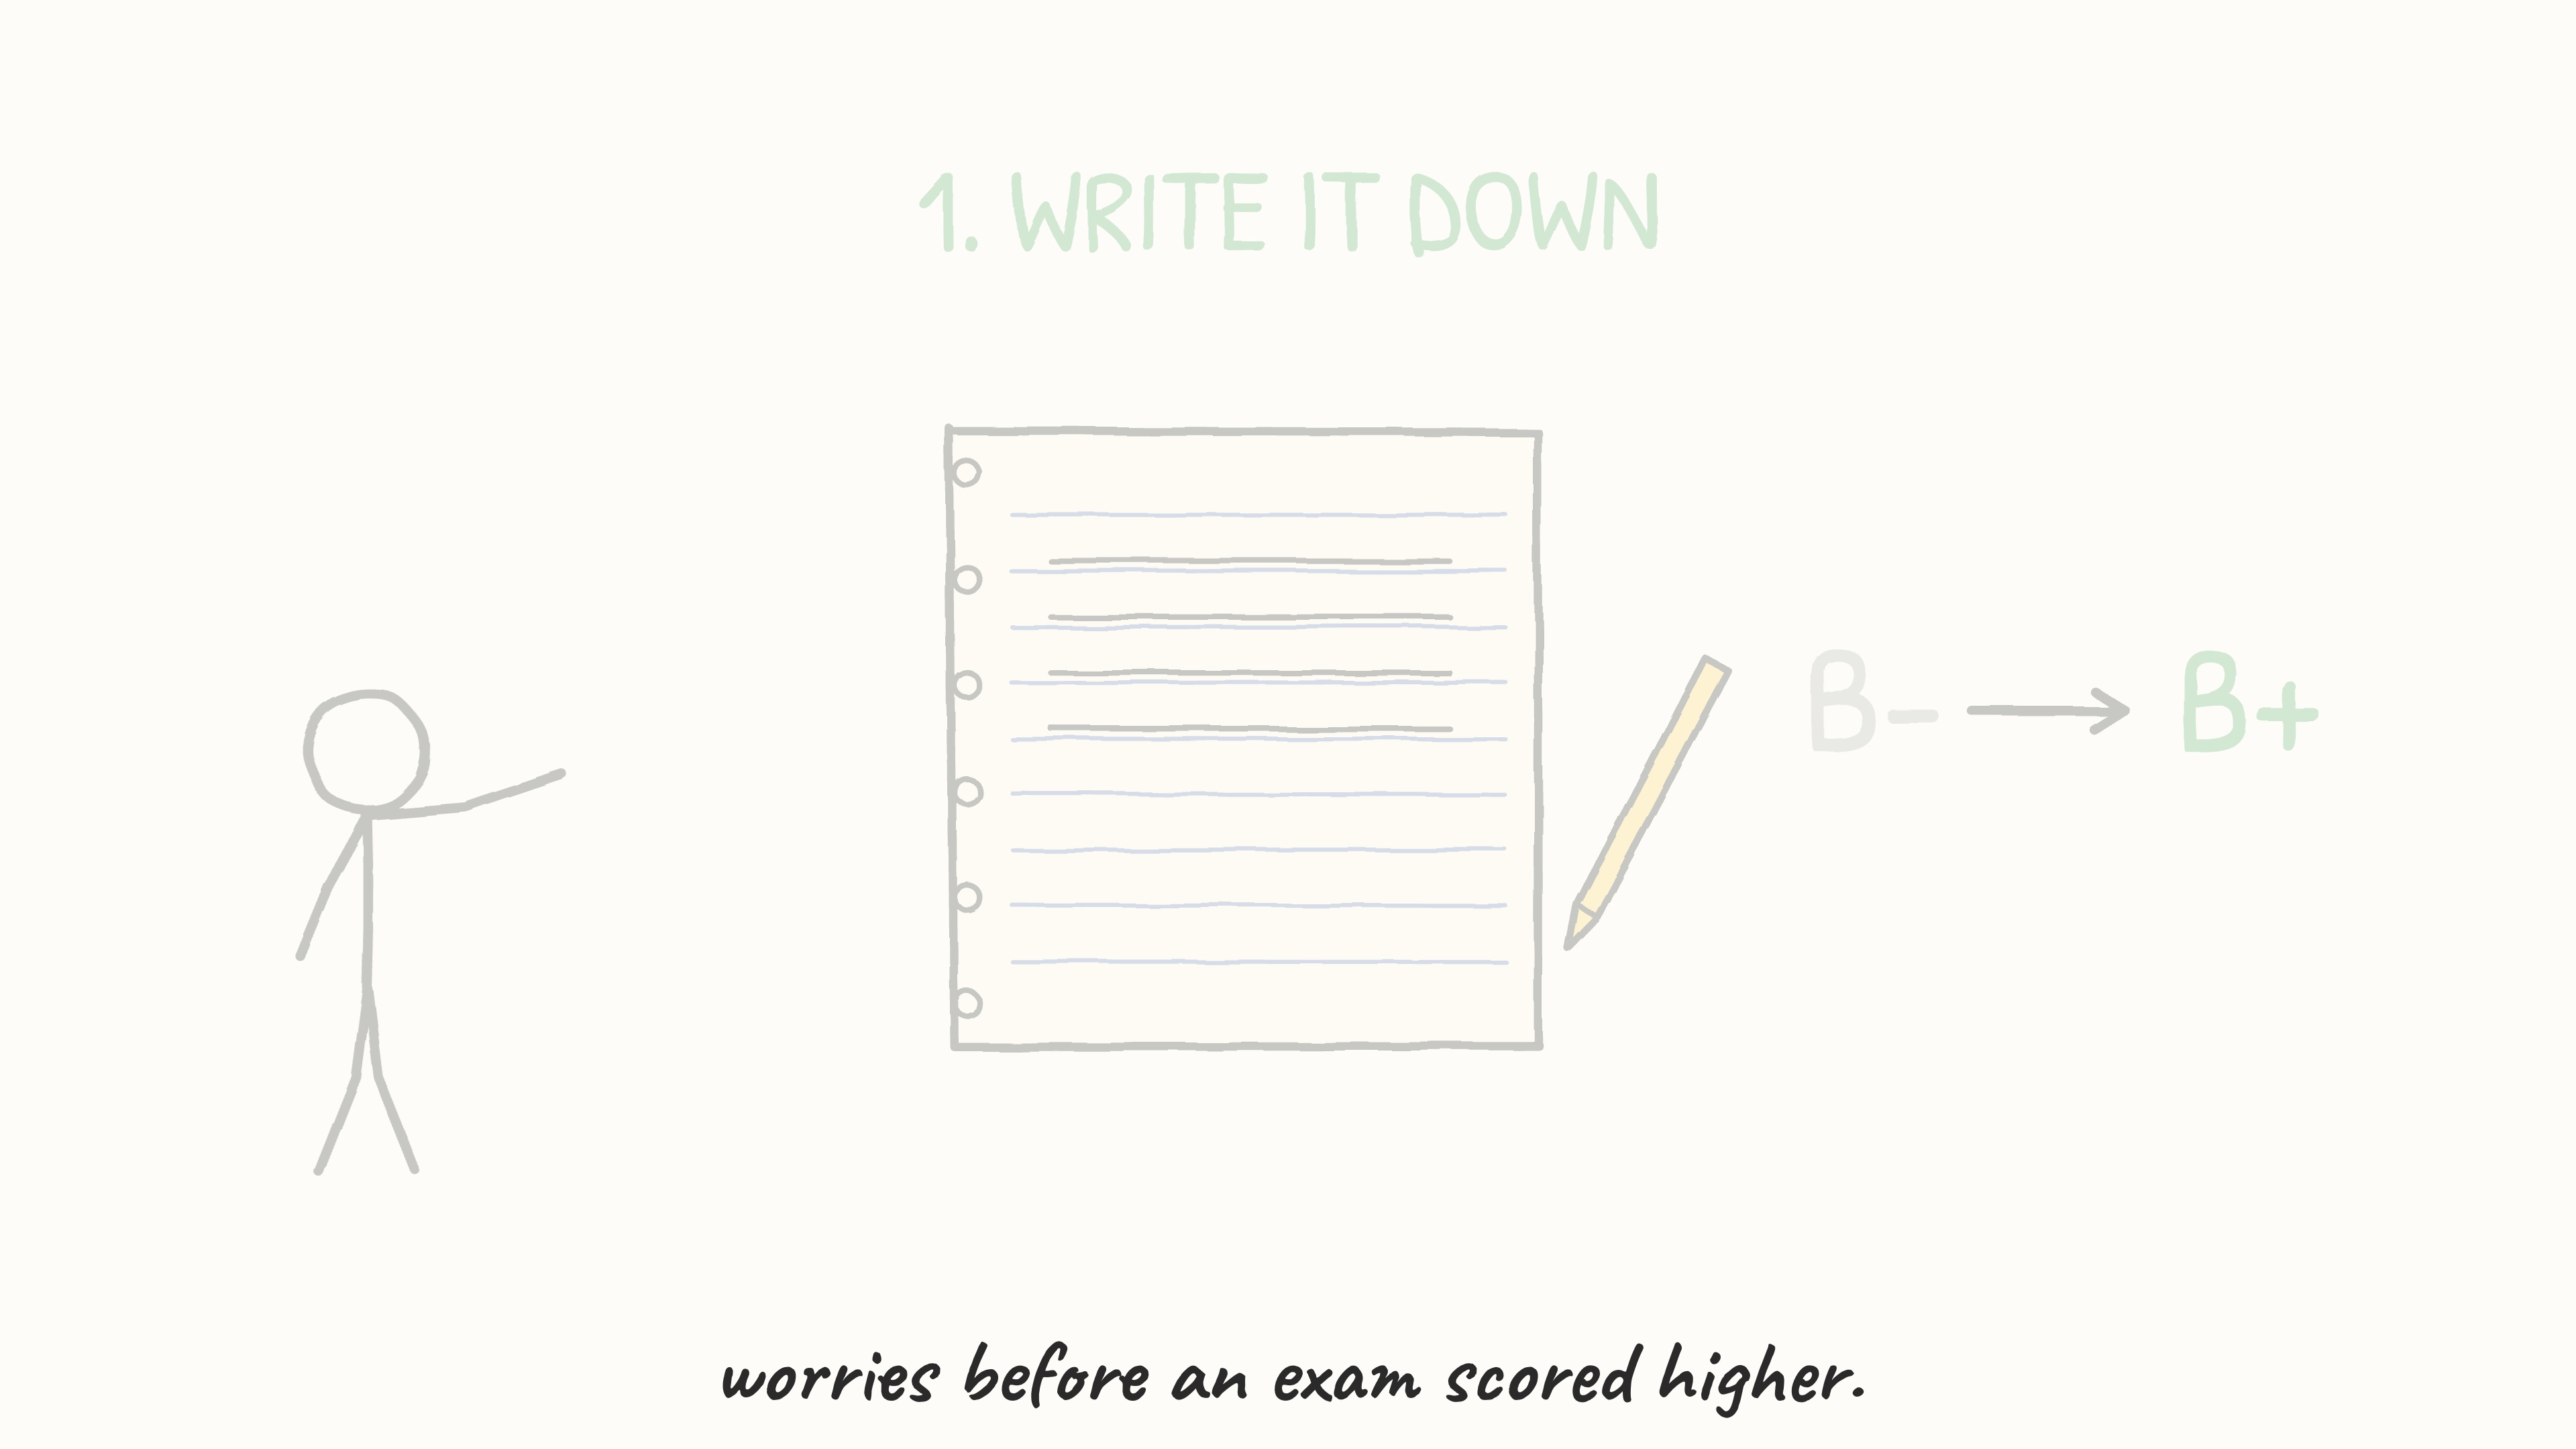 1. WRITE IT DOWN
B- → B+
worries before an exam scored higher.